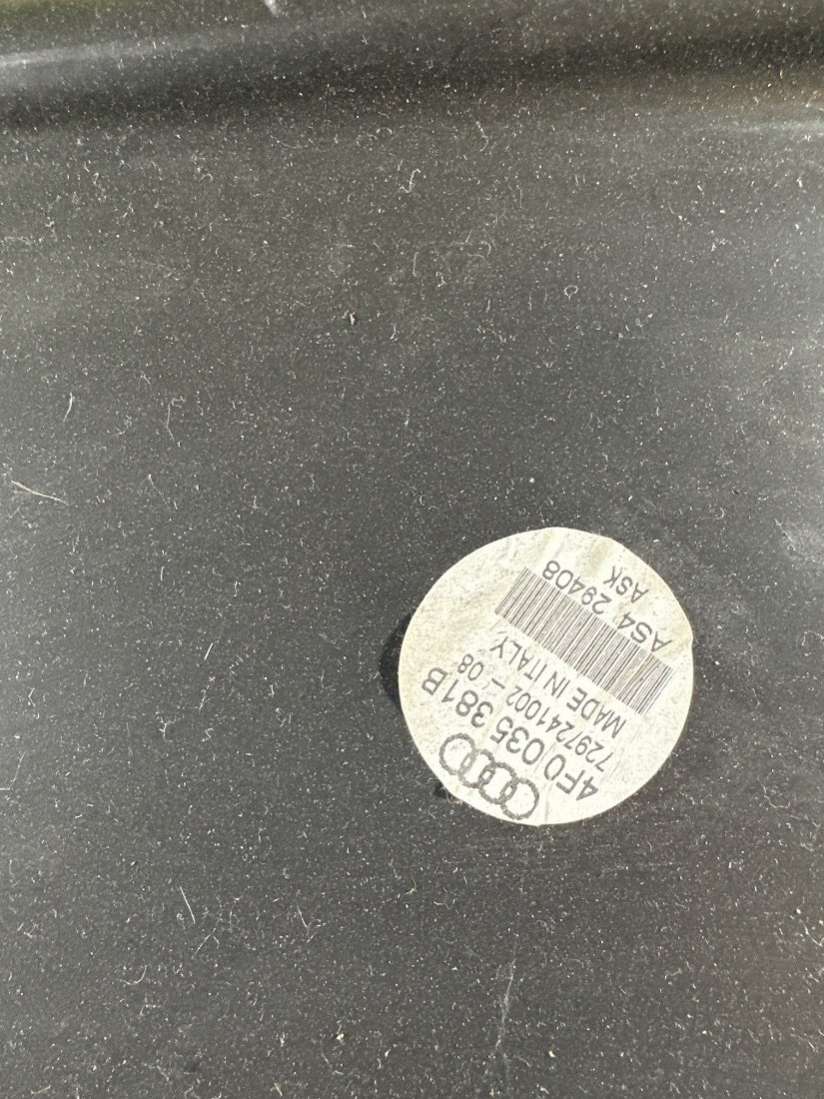 4F0 035 381B
7297241002-08
MADE IN ITALY
AS4 29408
ASK